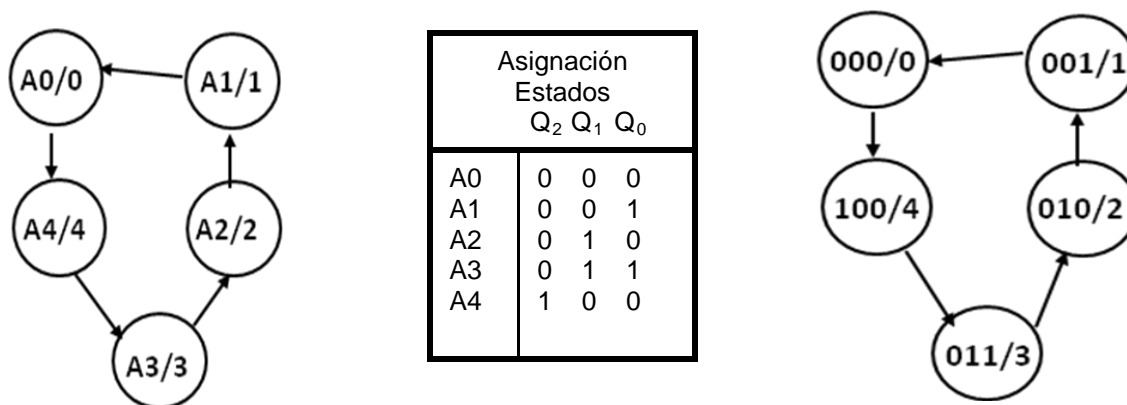 A0/0
A1/1
A4/4
A2/2
A3/3
Asignación
Estados
Q₂ Q₁ Q₀
A0 0 0 0
A1 0 0 1
A2 0 1 0
A3 0 1 1
A4 1 0 0
000/0
001/1
100/4
010/2
011/3